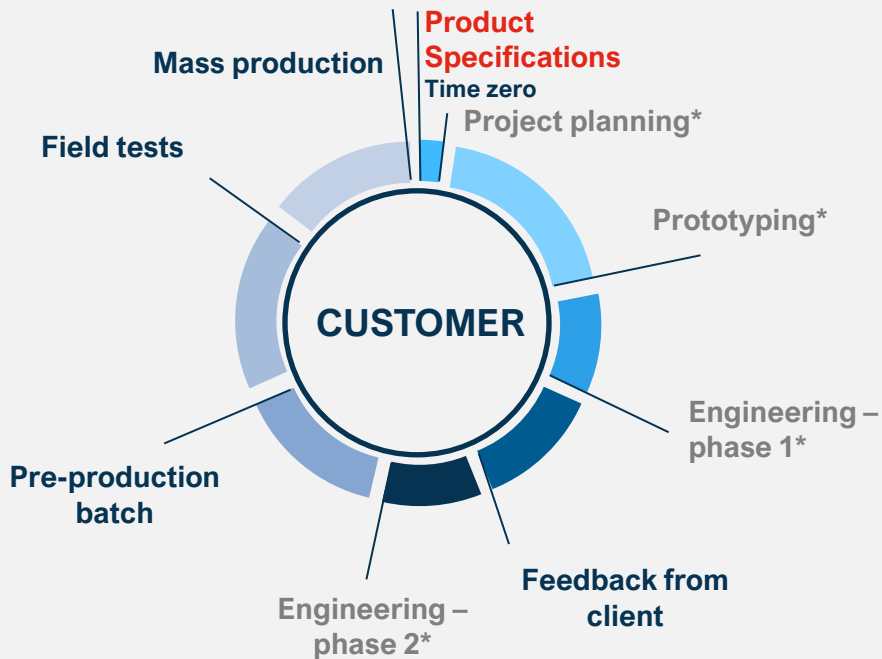 Product
Specifications
Time zero
Project planning*
Prototyping*
Engineering –
phase 1*
Feedback from
client
Engineering –
phase 2*
Pre-production
batch
Field tests
Mass production
CUSTOMER